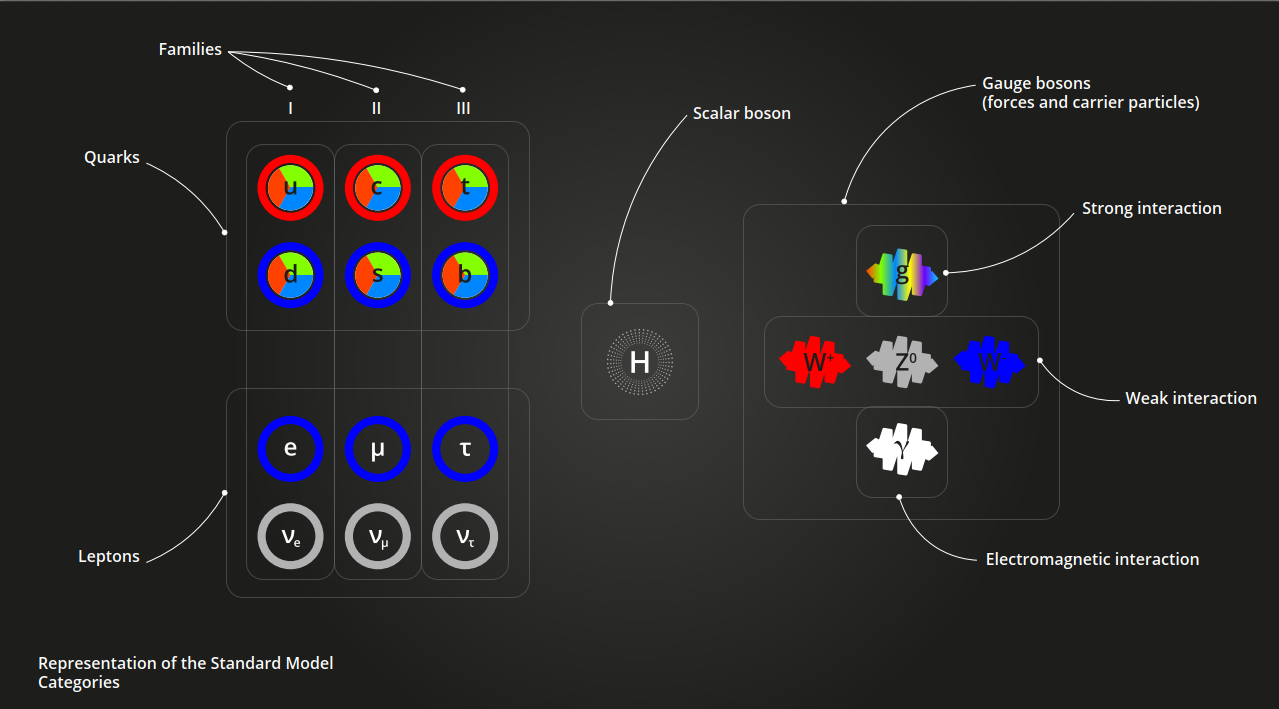 Families
I II III
Quarks
u c t
d s b
Leptons
e μ τ
νe νμ ντ
Scalar boson
H
Gauge bosons
(forces and carrier particles)
Strong interaction
g
W+ Z0 W-
Weak interaction
γ
Electromagnetic interaction
Representation of the Standard Model
Categories